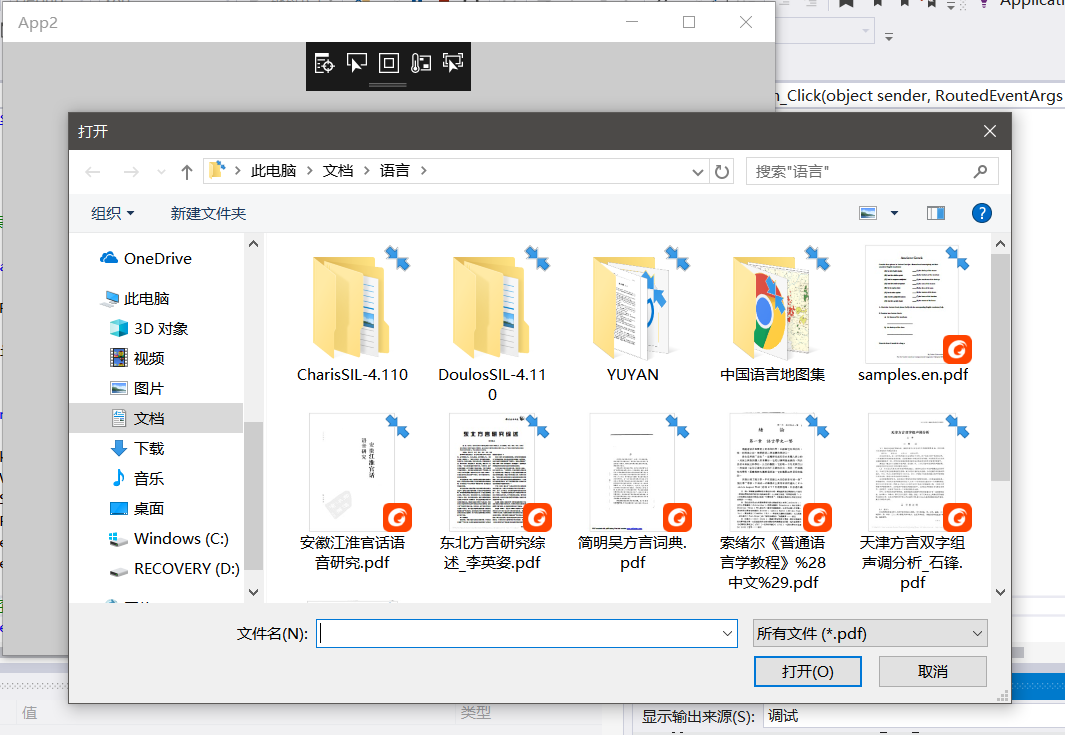 App2
n_Click(object sender, RoutedEventArgs
打开
此电脑 > 文档 > 语言 >
搜索"语言"
组织
新建文件夹
OneDrive
此电脑
3D 对象
视频
图片
文档
下载
音乐
桌面
Windows (C:)
RECOVERY (D:)
CharisSIL-4.110
DoulosSIL-4.11
0
YUYAN
中国语言地图集
samples.en.pdf
安徽江淮官话语
音研究.pdf
东北方言研究综
述_李英姿.pdf
简明吴方言词典.
pdf
索绪尔《普通语
言学教程》%28
中文%29.pdf
天津方言双字组
声调分析_石锋.
pdf
文件名(N):
所有文件 (*.pdf)
打开(O)
取消
值
类型
显示输出来源(S):
调试